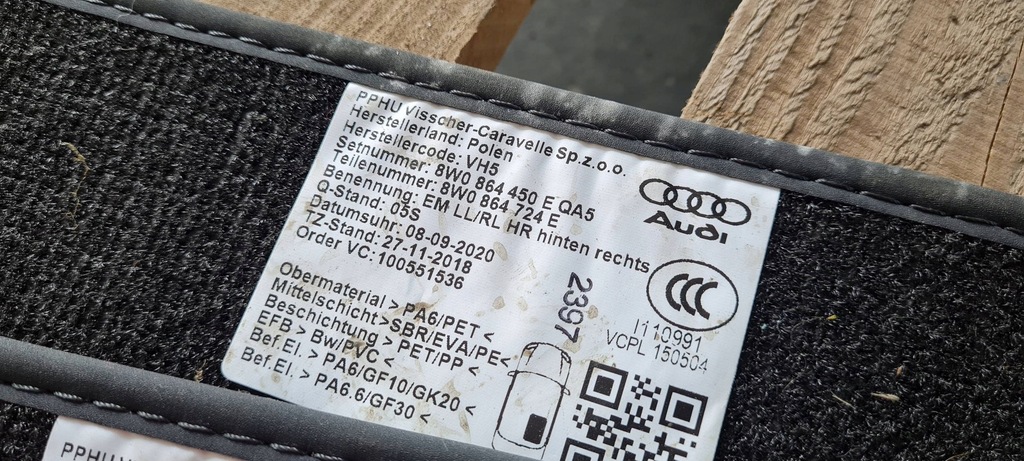 PPHU Visscher-Caravelle Sp.z.o.o.
Herstellerland: Polen
Herstellercode: VH5
Setnummer: 8W0 864 450 E QA5
Teilenummer: 8W0 864 724 E
Benennung: EM LL/RL HR hinten rechts
Q-Stand: 03S
Datumsuhr: 08-09-2020
TZ-Stand: 27-11-2018
Order VC:100551536
Audi
2397
I110991
VCPL 150504
Obermaterial > PA6/PET <
Mittelschicht >SBR/EVA/PE<
Beschichtung > PET/PP <
EFB > Bw/PVC <
Bef.El. > PA6/GF10/GK20 <
Bef.El. >PA6.6/GF30 <
PPHU